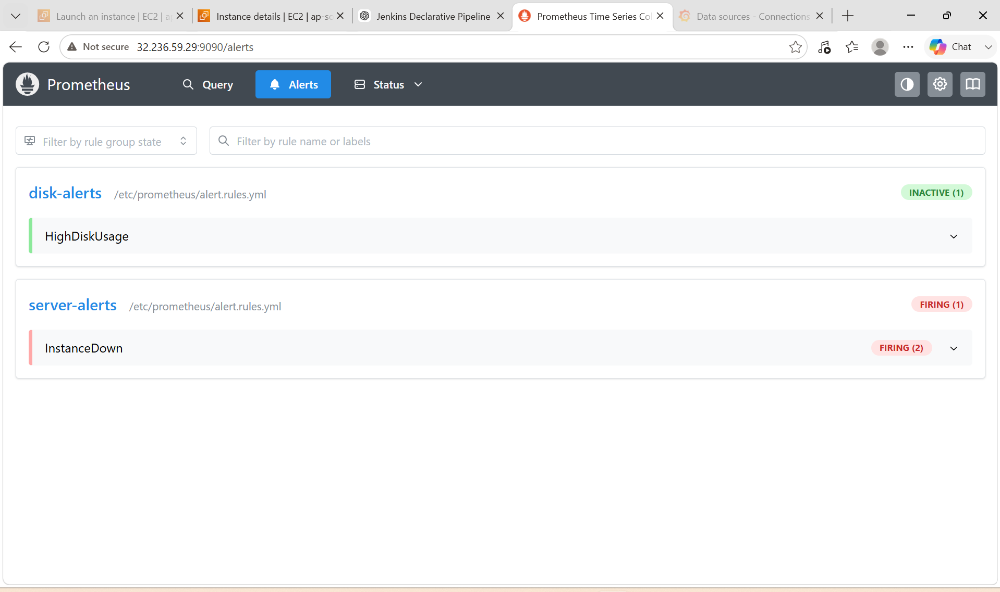 Launch an instance | EC2 | a
Instance details | EC2 | ap-so
Jenkins Declarative Pipeline
Prometheus Time Series Col
Data sources - Connections
Not secure 32.236.59.29:9090/alerts
Chat
Prometheus
Query
Alerts
Status
Filter by rule group state
Filter by rule name or labels
disk-alerts /etc/prometheus/alert.rules.yml
INACTIVE (1)
HighDiskUsage
server-alerts /etc/prometheus/alert.rules.yml
FIRING (1)
InstanceDown
FIRING (2)